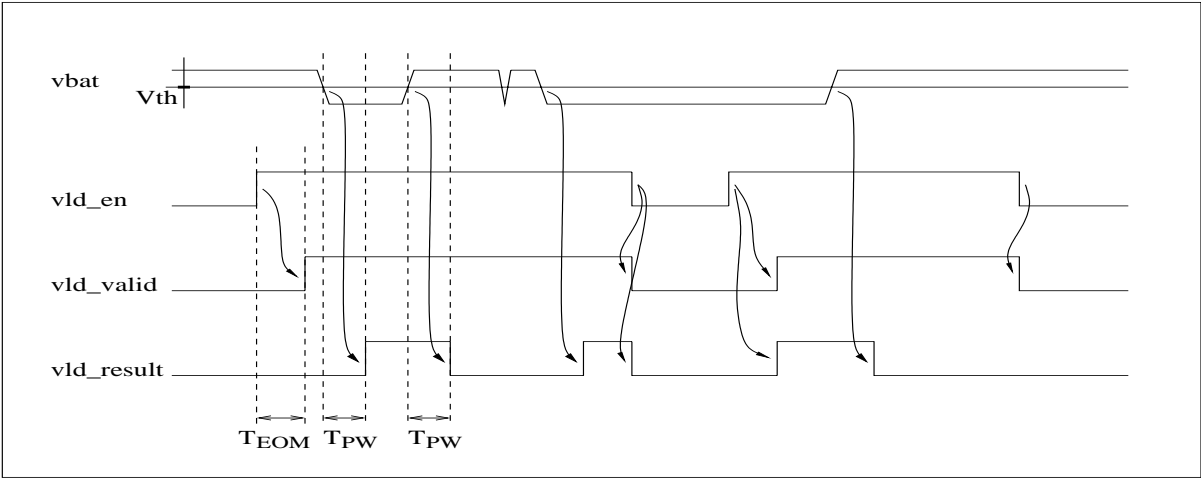 vbat
Vth
vld_en
vld_valid
vld_result
TEOM TPW TPW